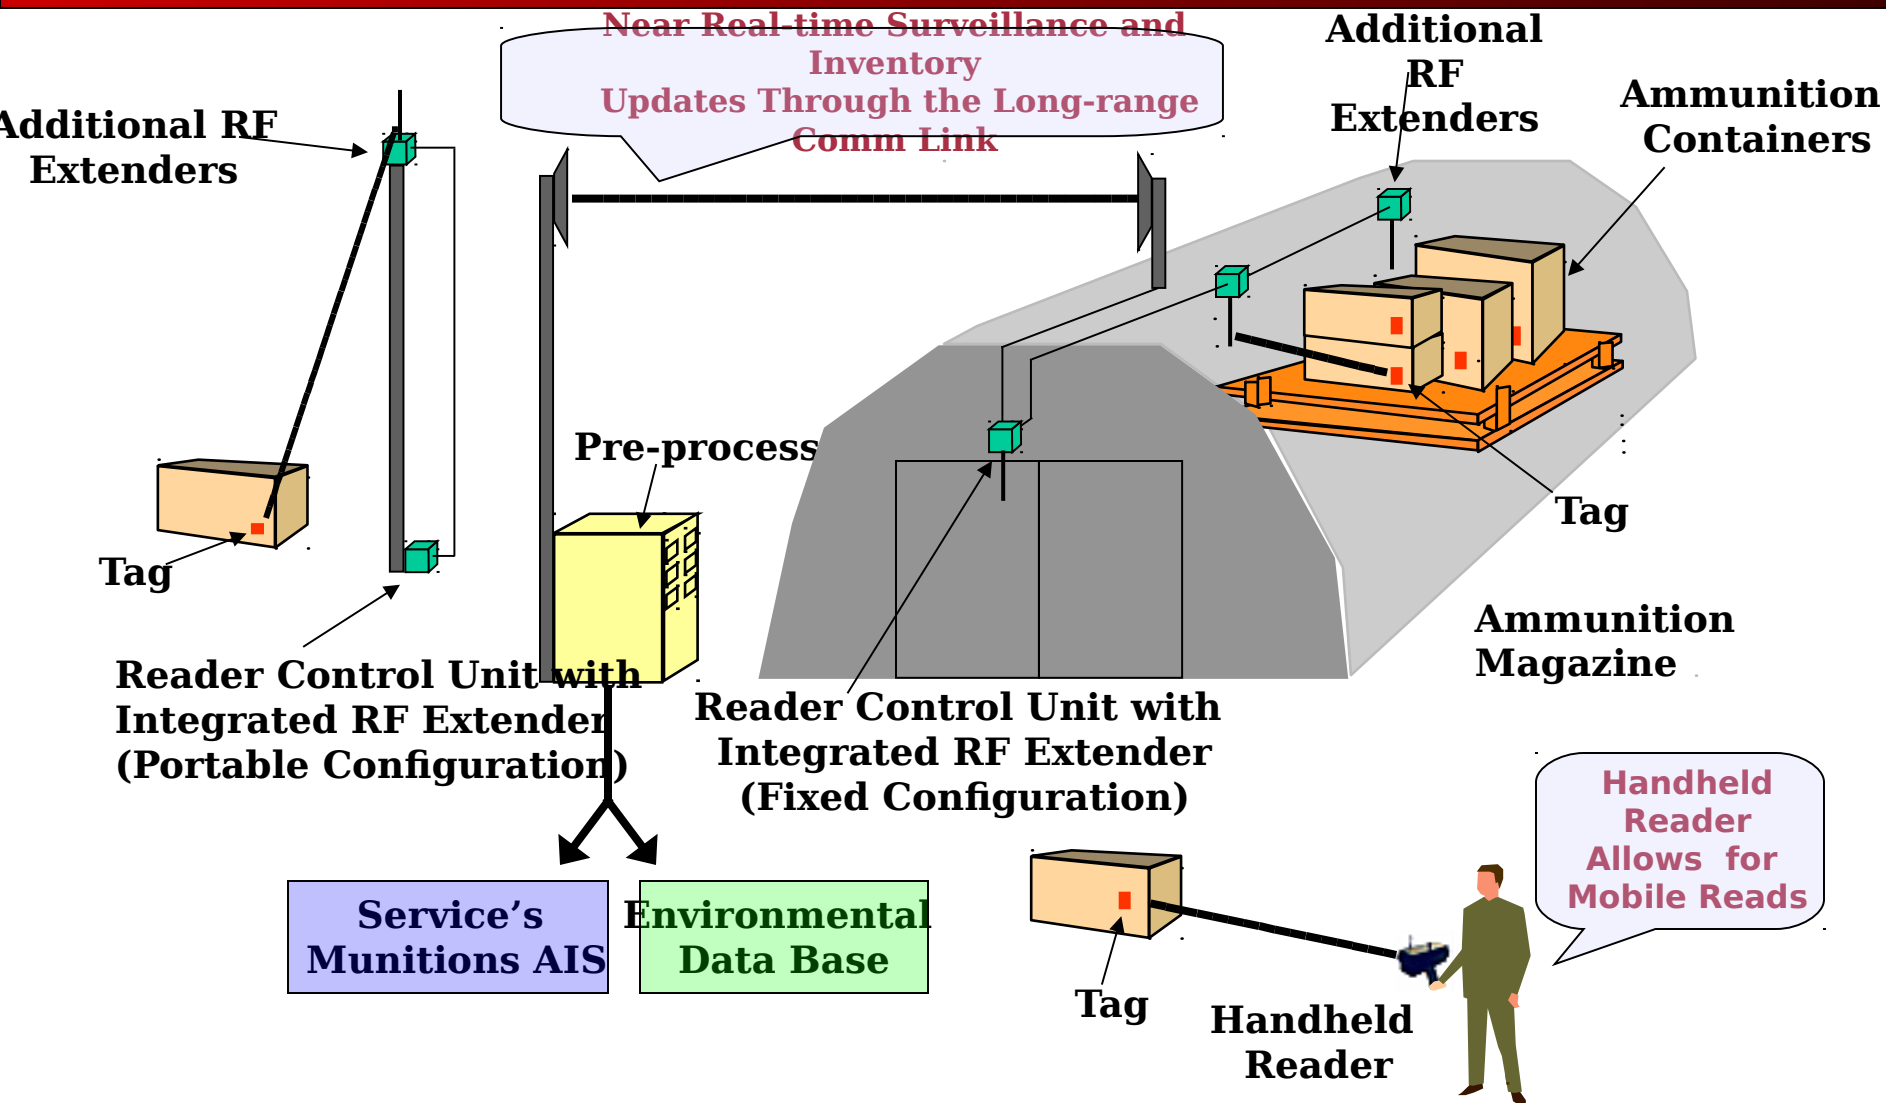 Near Real-time Surveillance and
Inventory
Updates Through the Long-range
Comm Link
Additional
RF
Extenders
Ammunition
Containers
Additional RF
Extenders
Pre-process
Tag
Tag
Ammunition
Magazine
Reader Control Unit with
Integrated RF Extender
(Portable Configuration)
Reader Control Unit with
Integrated RF Extender
(Fixed Configuration)
Handheld
Reader
Allows for
Mobile Reads
Service’s
Munitions AIS
Environmental
Data Base
Tag
Handheld
Reader